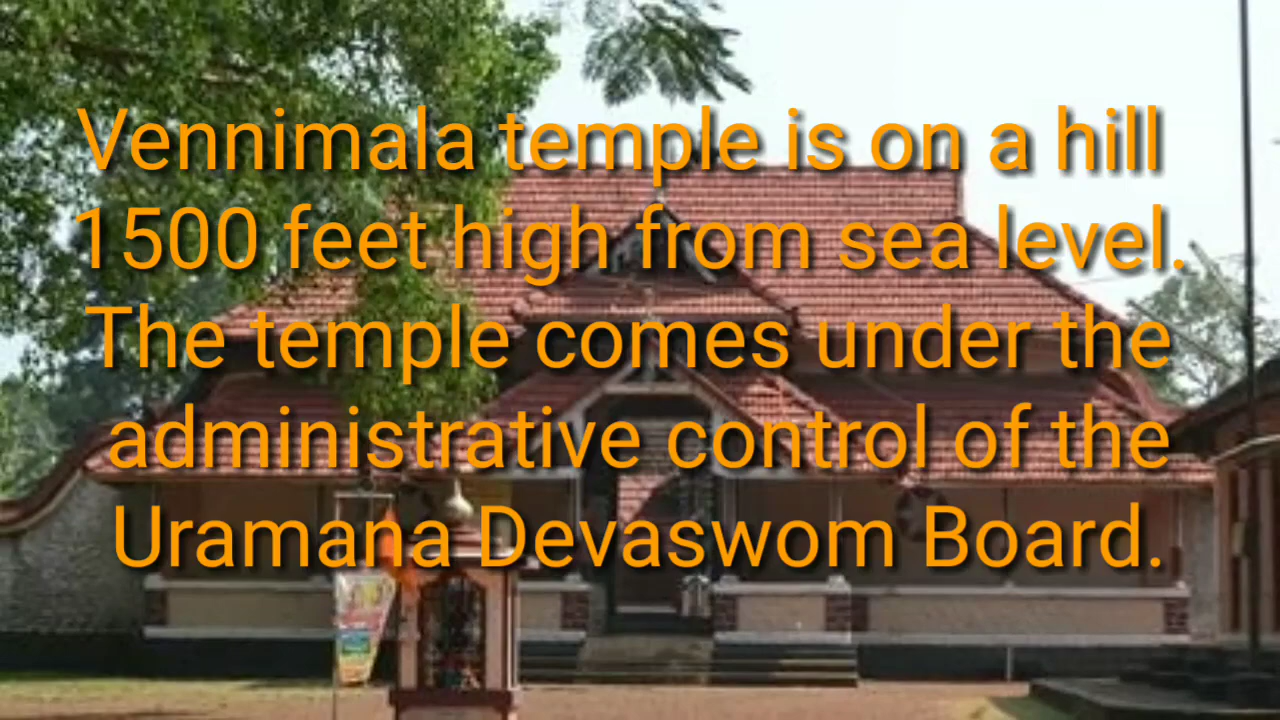 Vennimala temple is on a hill
1500 feet high from sea level.
The temple comes under the
administrative control of the
Uramana Devaswom Board.